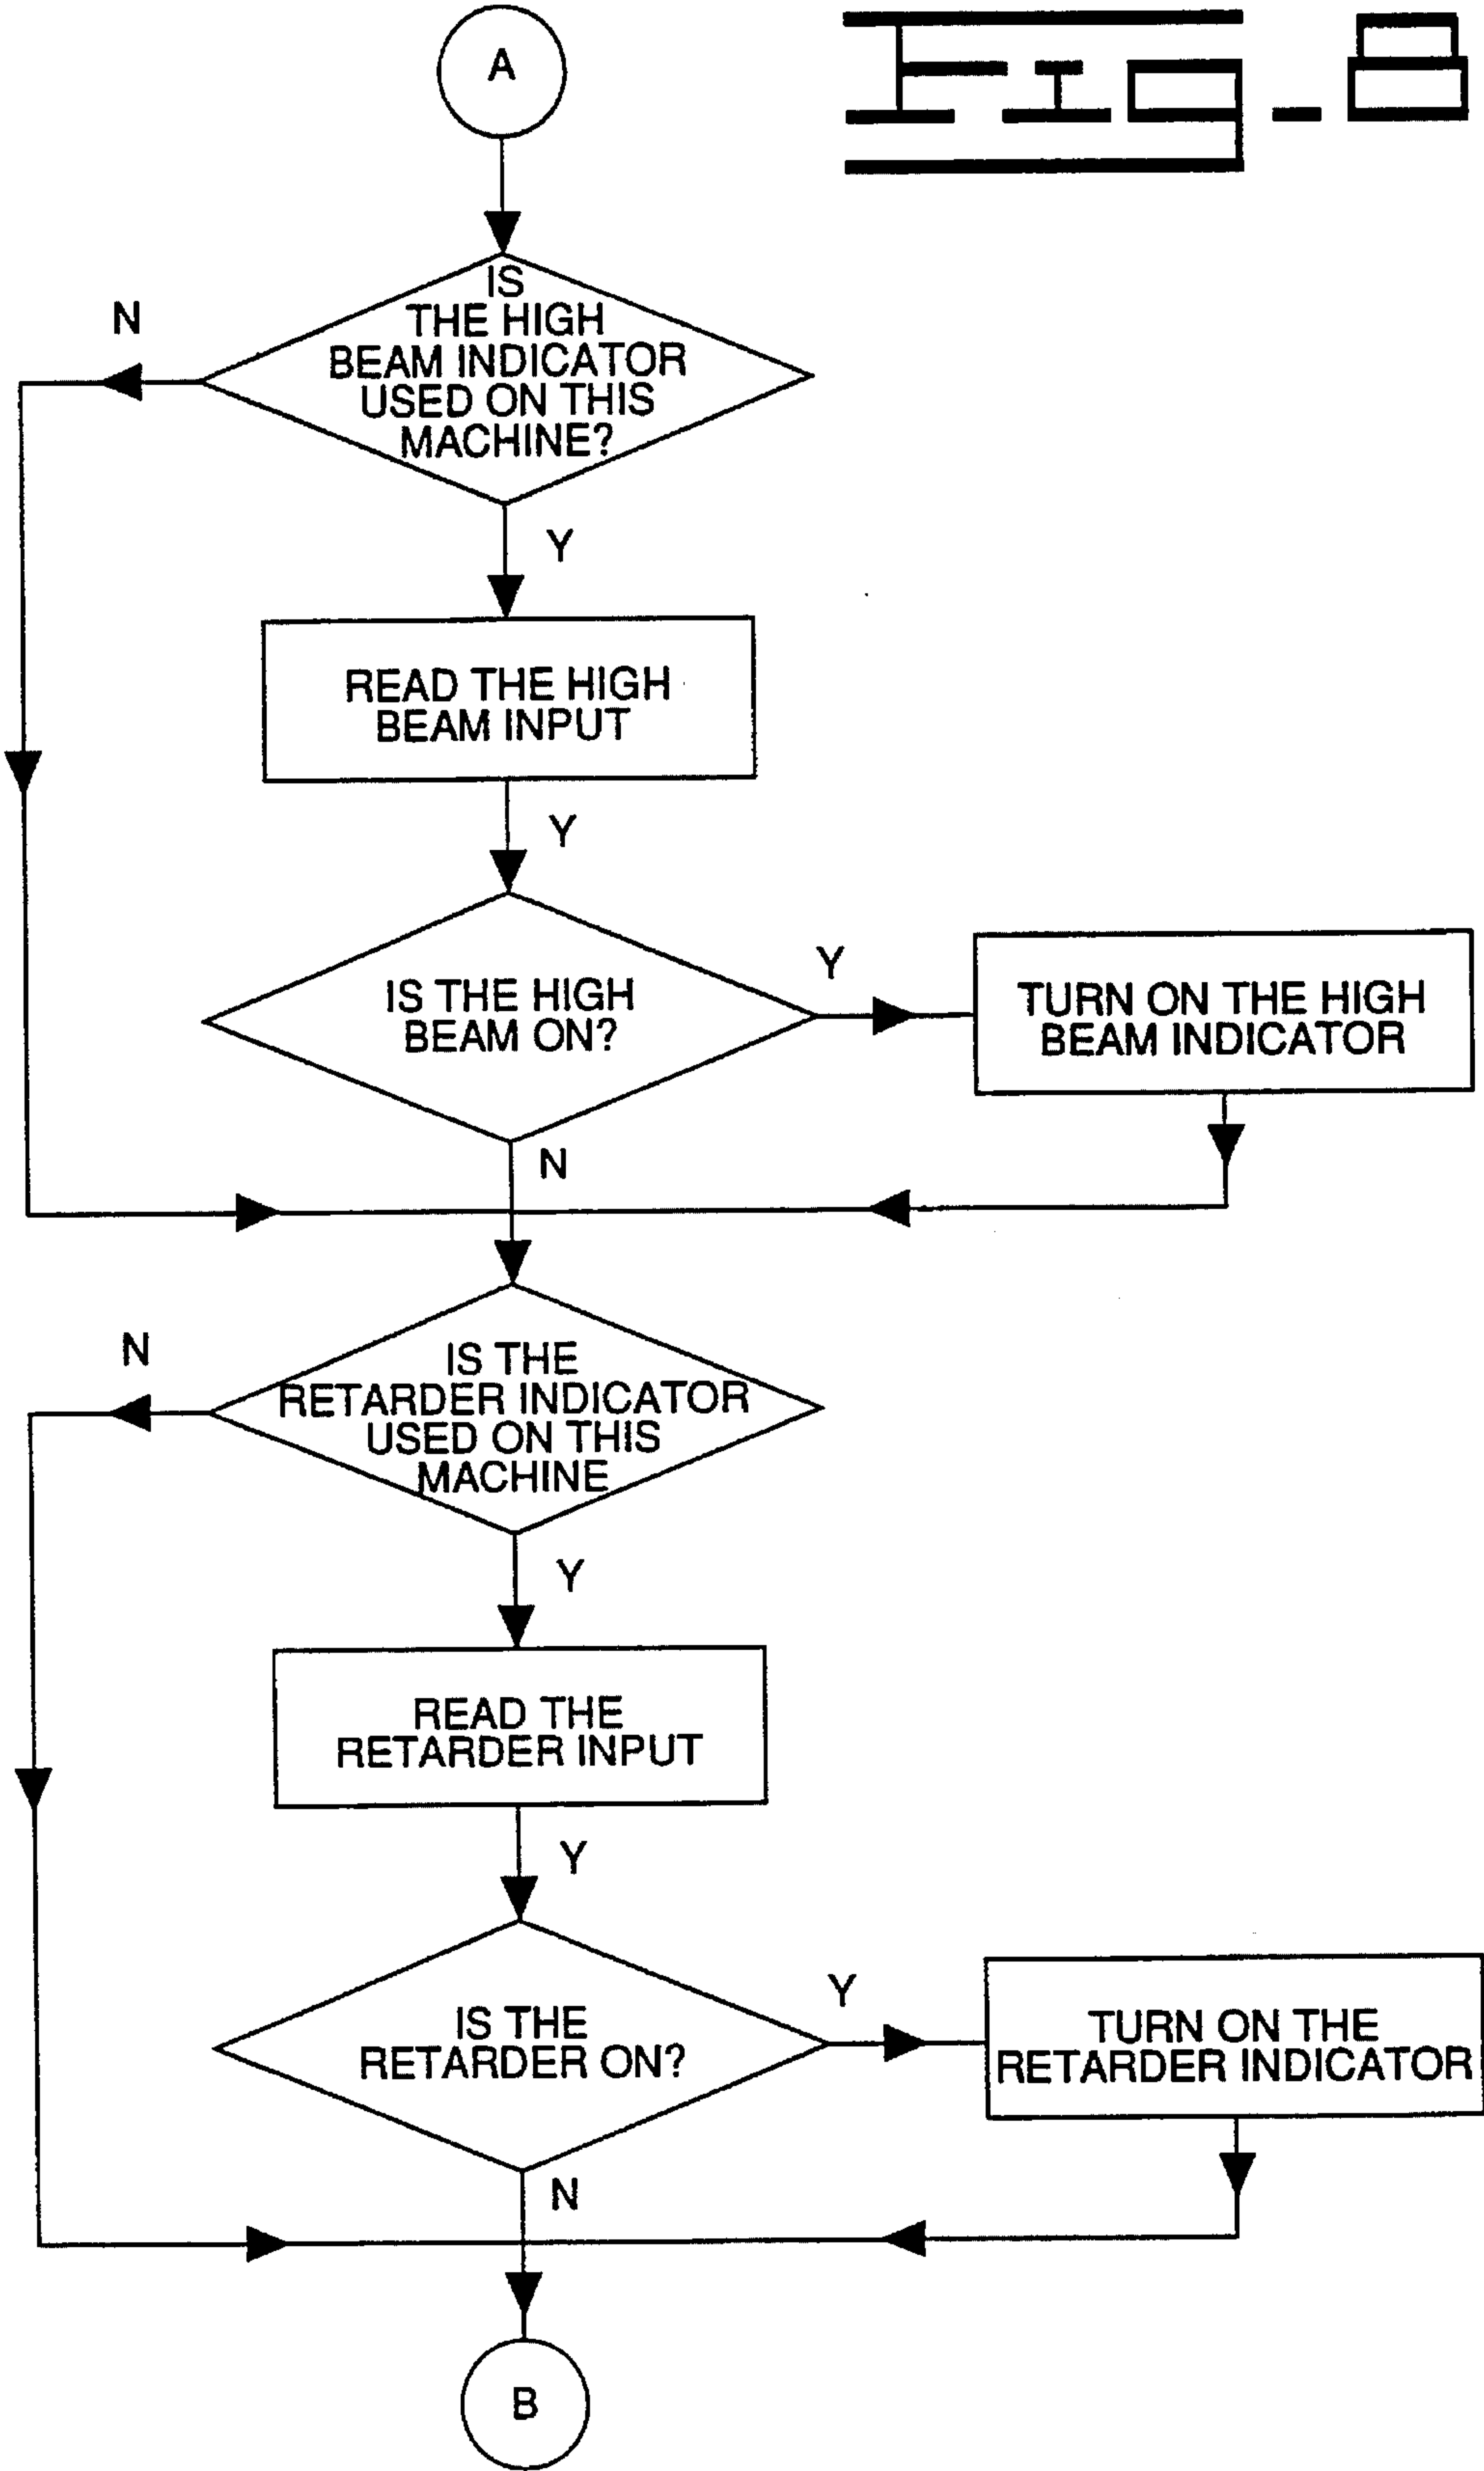 A
Fig_8
N
IS
THE HIGH
BEAM INDICATOR
USED ON THIS
MACHINE?
Y
READ THE HIGH
BEAM INPUT
Y
IS THE HIGH
BEAM ON?
Y
TURN ON THE HIGH
BEAM INDICATOR
N
N
IS THE
RETARDER INDICATOR
USED ON THIS
MACHINE
Y
READ THE
RETARDER INPUT
Y
IS THE
RETARDER ON?
Y
TURN ON THE
RETARDER INDICATOR
N
B